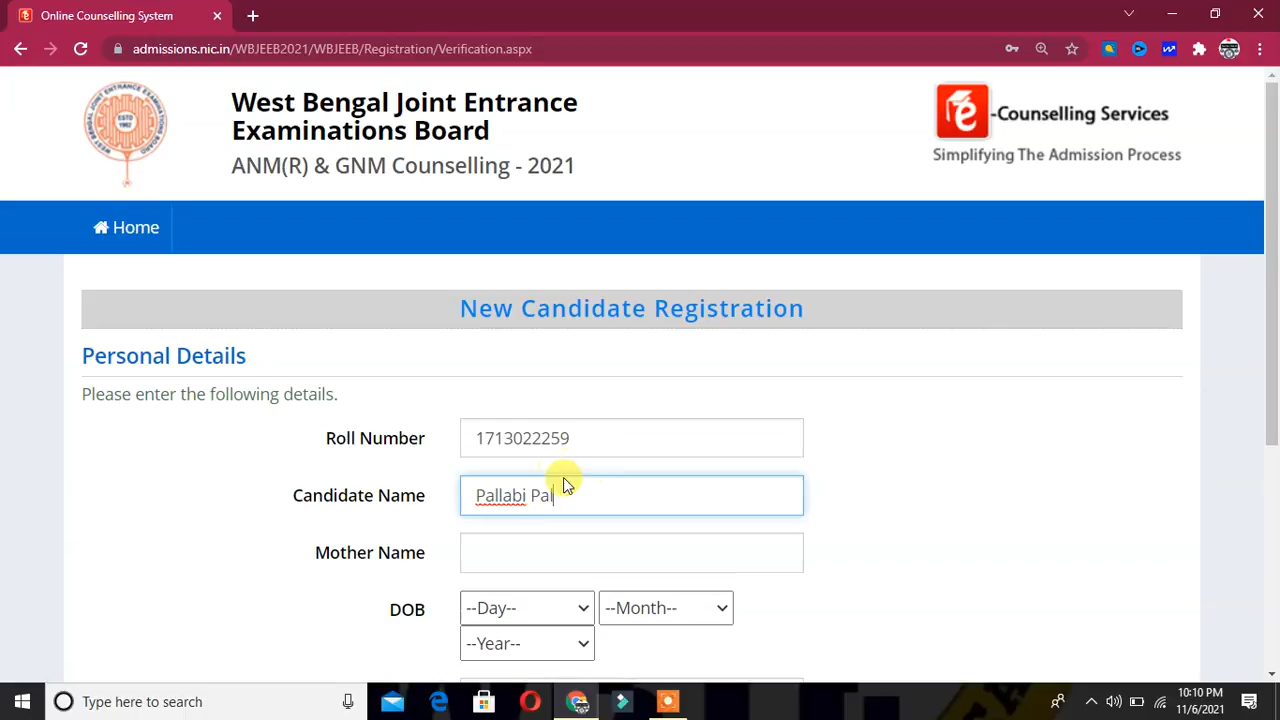 Online Counselling System
admissions.nic.in/WBJEEB2021/WBJEEB/Registration/Verification.aspx
West Bengal Joint Entrance
Examinations Board
ANM(R) & GNM Counselling - 2021
e-Counselling Services
Simplifying The Admission Process
Home
New Candidate Registration
Personal Details
Please enter the following details.
Roll Number 1713022259
Candidate Name Pallabi Pal
Mother Name
DOB --Day-- --Month--
--Year--
Type here to search
10:10 PM
11/6/2021